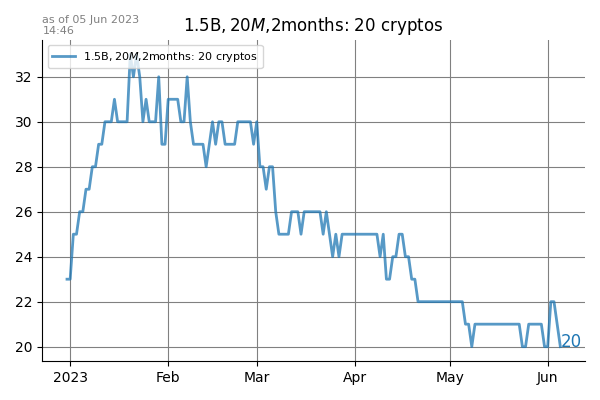 as of 05 Jun 2023
14:46
1.5B, 20M,2months: 20 cryptos
1.5B, 20M,2months: 20 cryptos
32
30
28
26
24
22
20
20
2023
Feb
Mar
Apr
May
Jun